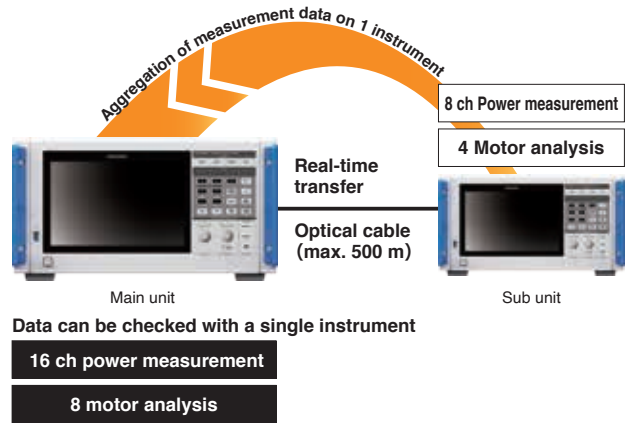 Aggregation of measurement data on 1 instrument
8 ch Power measurement
4 Motor analysis
Real-time
transfer
Optical cable
(max. 500 m)
Main unit
Sub unit
Data can be checked with a single instrument
16 ch power measurement
8 motor analysis